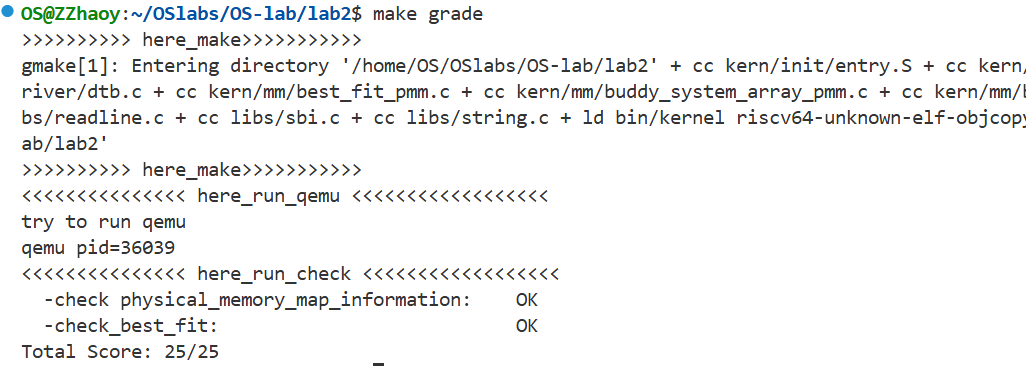 OS@ZZhaoy:~/OSlabs/OS-lab/lab2$ make grade
>>>>>>>>>> here_make>>>>>>>>>>>
gmake[1]: Entering directory '/home/OS/OSlabs/OS-lab/lab2' + cc kern/init/entry.S + cc kern/
river/dtb.c + cc kern/mm/best_fit_pmm.c + cc kern/mm/buddy_system_array_pmm.c + cc kern/mm/b
bs/readline.c + cc libs/sbi.c + cc libs/string.c + ld bin/kernel riscv64-unknown-elf-objcopy
ab/lab2'
>>>>>>>>>> here_make>>>>>>>>>>>
<<<<<<<<<<<<<<< here_run_qemu <<<<<<<<<<<<<<<<<<
try to run qemu
qemu pid=36039
<<<<<<<<<<<<<<< here_run_check <<<<<<<<<<<<<<<<<<
-check physical_memory_map_information: OK
-check_best_fit: OK
Total Score: 25/25